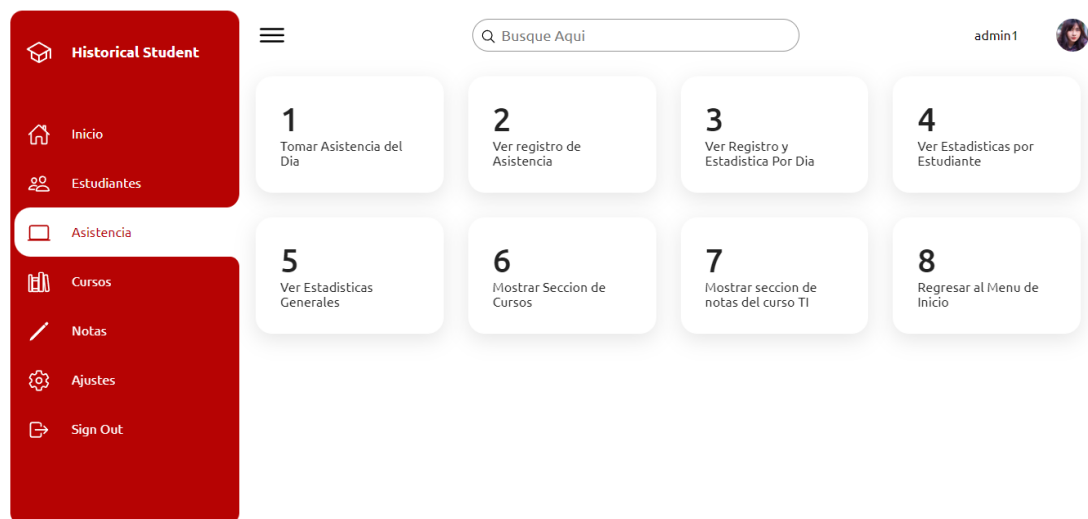 Historical Student
Inicio
Estudiantes
Asistencia
Cursos
Notas
Ajustes
Sign Out
Busque Aqui
admin1
1
Tomar Asistencia del
Dia
2
Ver registro de
Asistencia
3
Ver Registro y
Estadistica Por Dia
4
Ver Estadisticas por
Estudiante
5
Ver Estadisticas
Generales
6
Mostrar Seccion de
Cursos
7
Mostrar seccion de
notas del curso TI
8
Regresar al Menu de
Inicio